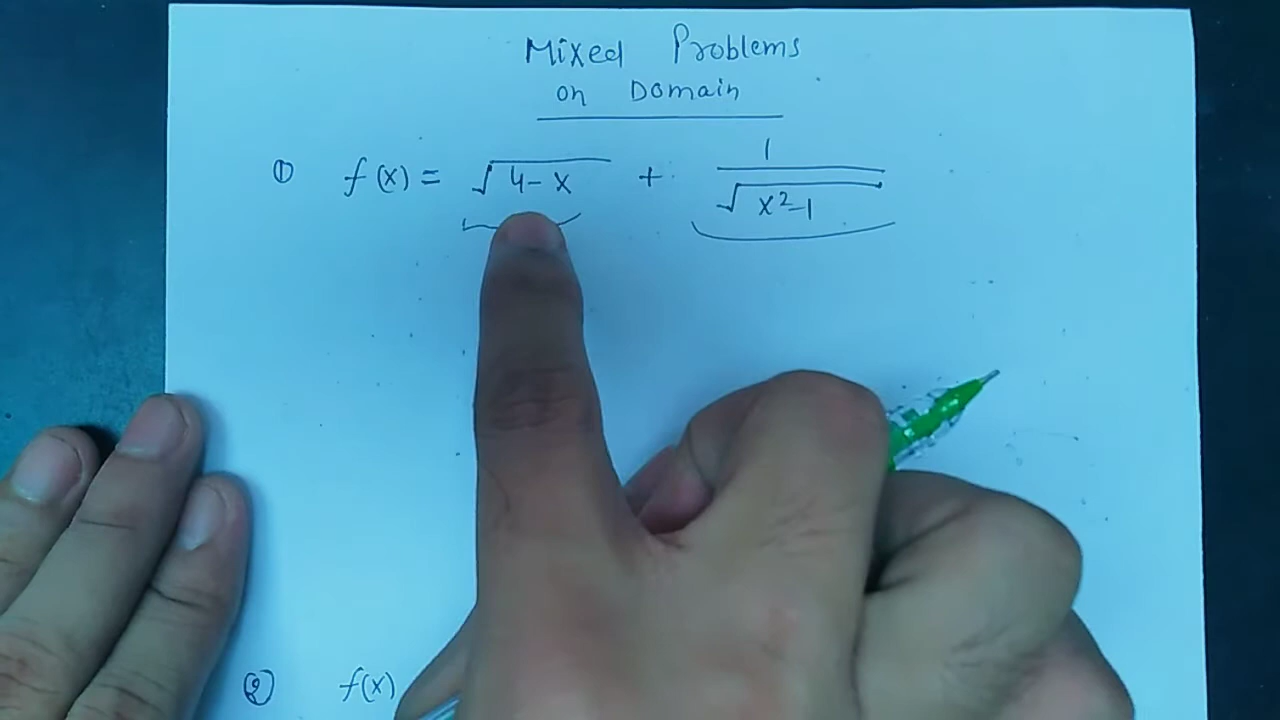 Mixed Problems
on Domain
① f(x) = √4-x + 1/√x²-1
② f(x)